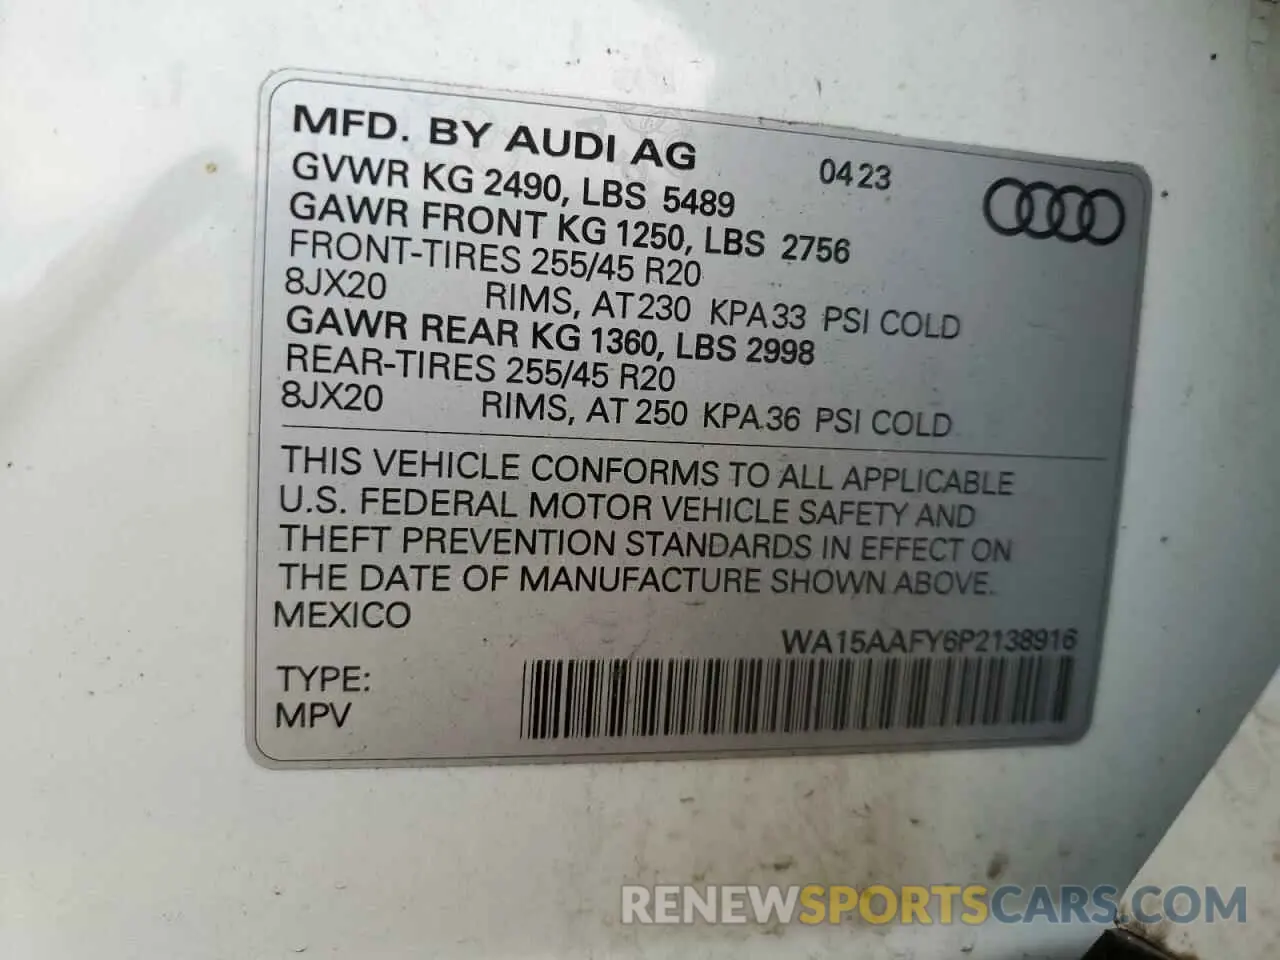 MFD. BY AUDI AG 0423
GVWR KG 2490, LBS 5489
GAWR FRONT KG 1250, LBS 2756
FRONT-TIRES 255/45 R20
8JX20 RIMS, AT 230 KPA 33 PSI COLD
GAWR REAR KG 1360, LBS 2998
REAR-TIRES 255/45 R20
8JX20 RIMS, AT 250 KPA 36 PSI COLD
THIS VEHICLE CONFORMS TO ALL APPLICABLE
U.S. FEDERAL MOTOR VEHICLE SAFETY AND
THEFT PREVENTION STANDARDS IN EFFECT ON
THE DATE OF MANUFACTURE SHOWN ABOVE.
MEXICO
WA15AAFY6P2138916
TYPE:
MPV
RENEWSPORTSCARS.COM